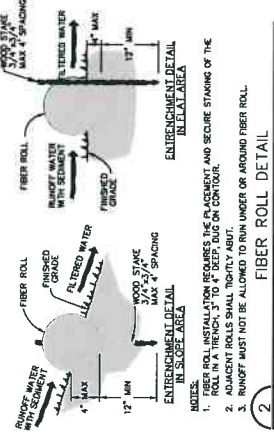 RUNOFF WATER
WITH SEDIMENT
FIBER ROLL
FINISHED
GRADE
FILTERED WATER
4" MAX
12" MIN
WOOD STAKE
3/4"x3/4"
MAX 4' SPACING
ENTRENCHMENT DETAIL
IN SLOPE AREA
FIBER ROLL
RUNOFF WATER
WITH SEDIMENT
FINISHED
GRADE
WOOD STAKE
3/4"x3/4"
MAX 4' SPACING
FILTERED WATER
4" MAX
12" MIN
ENTRENCHMENT DETAIL
IN FLAT AREA
NOTES:
1. FIBER ROLL INSTALLATION REQUIRES THE PLACEMENT AND SECURE STAKING OF THE
ROLL IN A TRENCH, 3" TO 4" DEEP, DUG ON CONTOUR.
2. ADJACENT ROLLS SHALL TIGHTLY ABUT.
3. RUNOFF MUST NOT BE ALLOWED TO RUN UNDER OR AROUND FIBER ROLL.
2
FIBER ROLL DETAIL